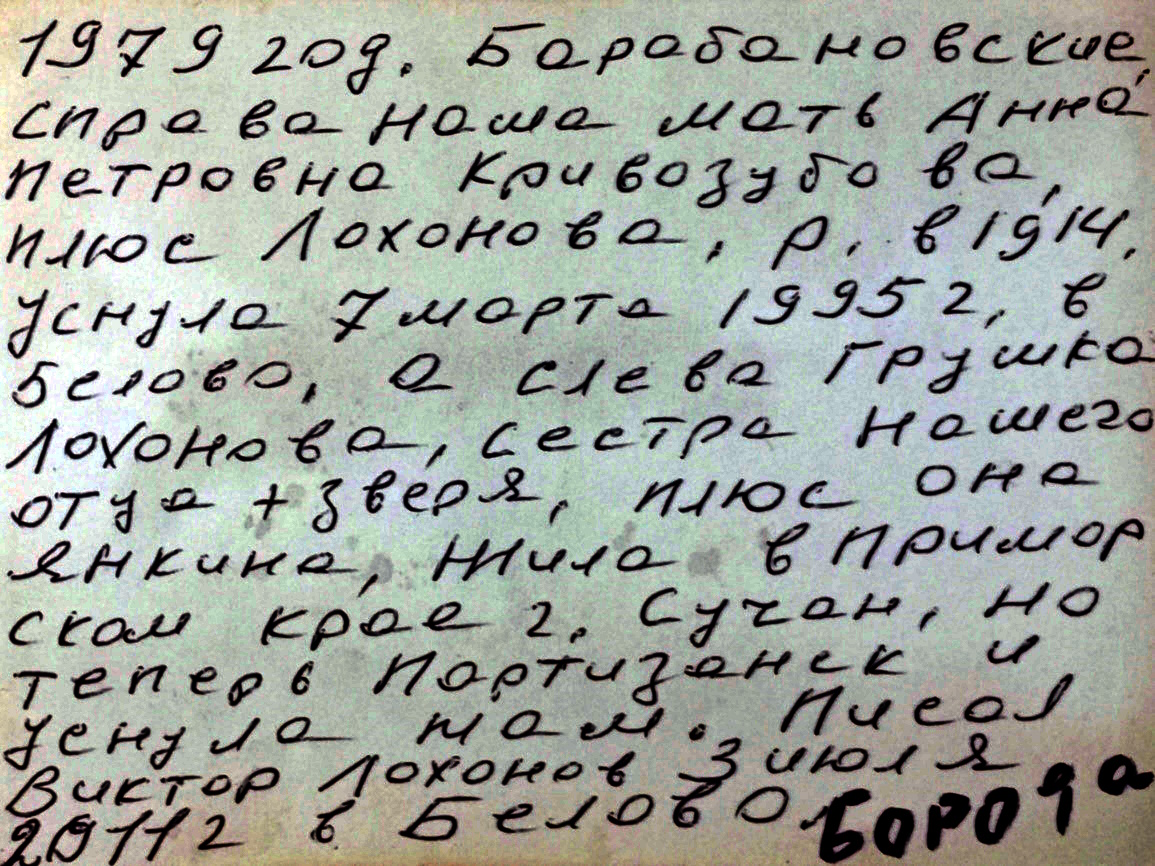 1979 год. Барабановские,
справа наша мать Анна
Петровна Кривозубова,
плюс Лохонова, р. в 1914,
уснула 7 марта 1995 г. в
Белово, а слева Грушка
Лохонова, сестра нашего
отца + зверя, плюс она
янкина, Жила в Примор
ском крае г. Сучан, но
теперь Партизанск и
уснула там. Писал
Виктор Лохонов 3 июля
2011 г в Белово. БОРОда